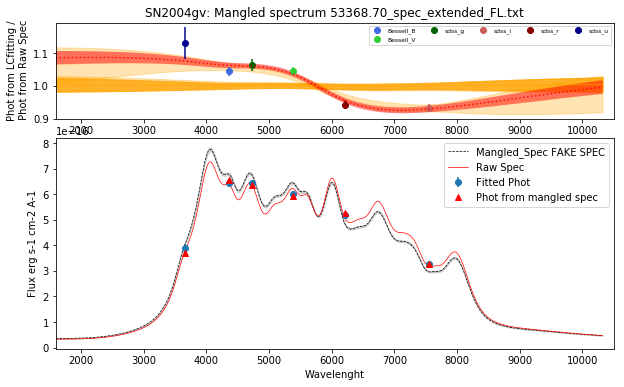 SN2004gv: Mangled spectrum 53368.70_spec_extended_FL.txt
Phot from LCfitting /
Phot from Raw Spec
1.1
1.0
0.9
Bessell_B
Bessell_V
sdss_g
sdss_i
sdss_r
sdss_u
2000 3000 4000 5000 6000 7000 8000 9000 10000
Flux erg s-1 cm-2 A-1
8
7
6
5
4
3
2
1
0
Mangled_Spec FAKE SPEC
Raw Spec
Fitted Phot
Phot from mangled spec
2000 3000 4000 5000 6000 7000 8000 9000 10000
Wavelenght